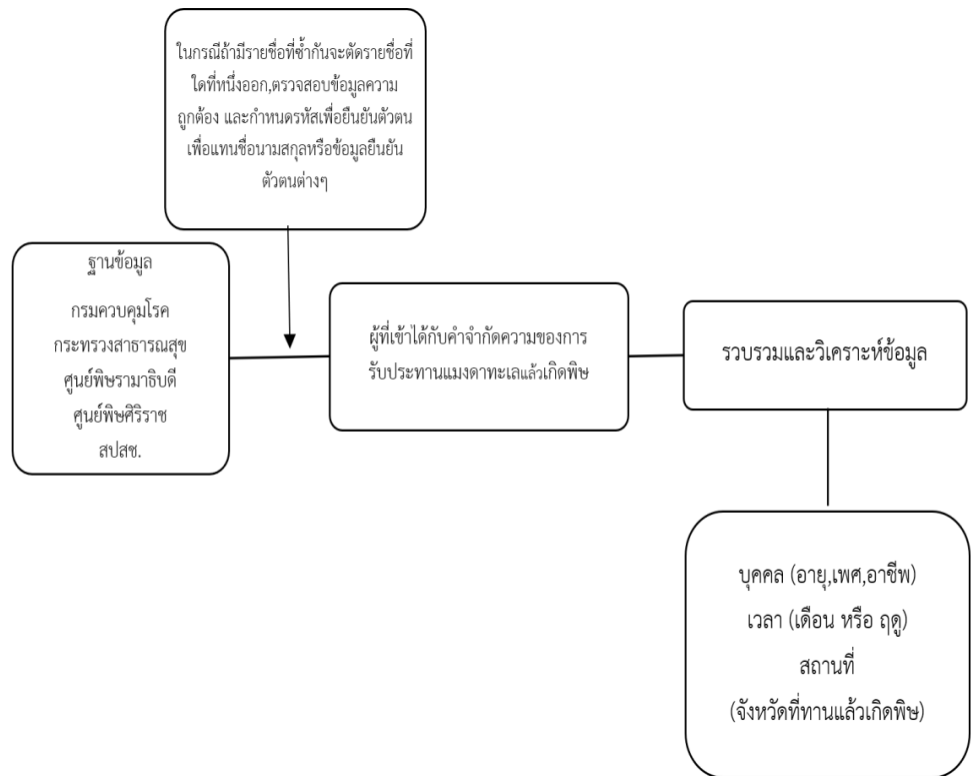 ในกรณีถ้ามีรายชื่อที่ซ้ำกันจะตัดรายชื่อที่
ใดที่หนึ่งออก,ตรวจสอบข้อมูลความ
ถูกต้อง และกำหนดรหัสเพื่อยืนยันตัวตน
เพื่อแทนชื่อนามสกุลหรือข้อมูลยืนยัน
ตัวตนต่างๆ
ฐานข้อมูล
กรมควบคุมโรค
กระทรวงสาธารณสุข
ศูนย์พิษรามาธิบดี
ศูนย์พิษศิริราช
สปสช.
ผู้ที่เข้าได้กับคำจำกัดความของการ
รับประทานแมงดาทะเลแล้วเกิดพิษ
รวบรวมและวิเคราะห์ข้อมูล
บุคคล (อายุ,เพศ,อาชีพ)
เวลา (เดือน หรือ ฤดู)
สถานที่
(จังหวัดที่ทานแล้วเกิดพิษ)